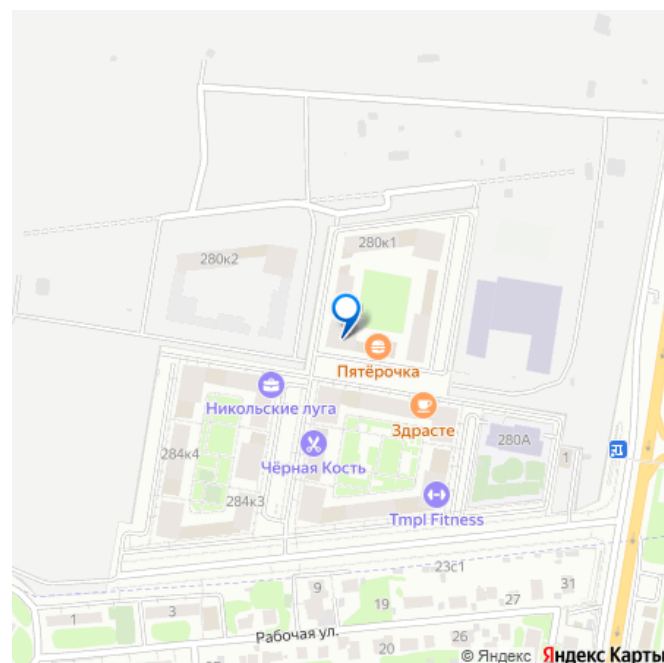 280к1
280к2
Пятёрочка
Никольские луга
Здрасте
280А
1
284к4
Чёрная Кость
284к3
Tmpl Fitness
23с1
31
9
1
3
19
27
Рабочая ул.
26
20
© Яндекс Яндекс Карты